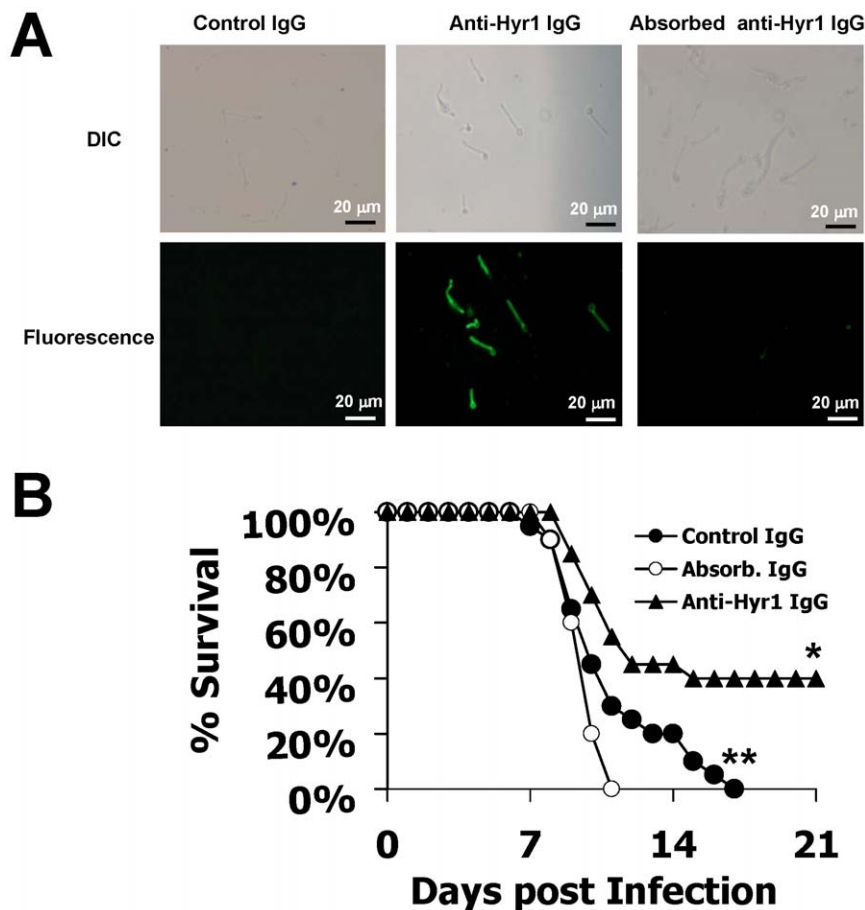 A
Control IgG
Anti-Hyr1 IgG
Absorbed anti-Hyr1 IgG
DIC
20 μm
20 μm
20 μm
Fluorescence
20 μm
20 μm
20 μm
B
% Survival
100%
80%
60%
40%
20%
0%
Control IgG
Absorb. IgG
Anti-Hyr1 IgG
*
**
0
7
14
21
Days post Infection